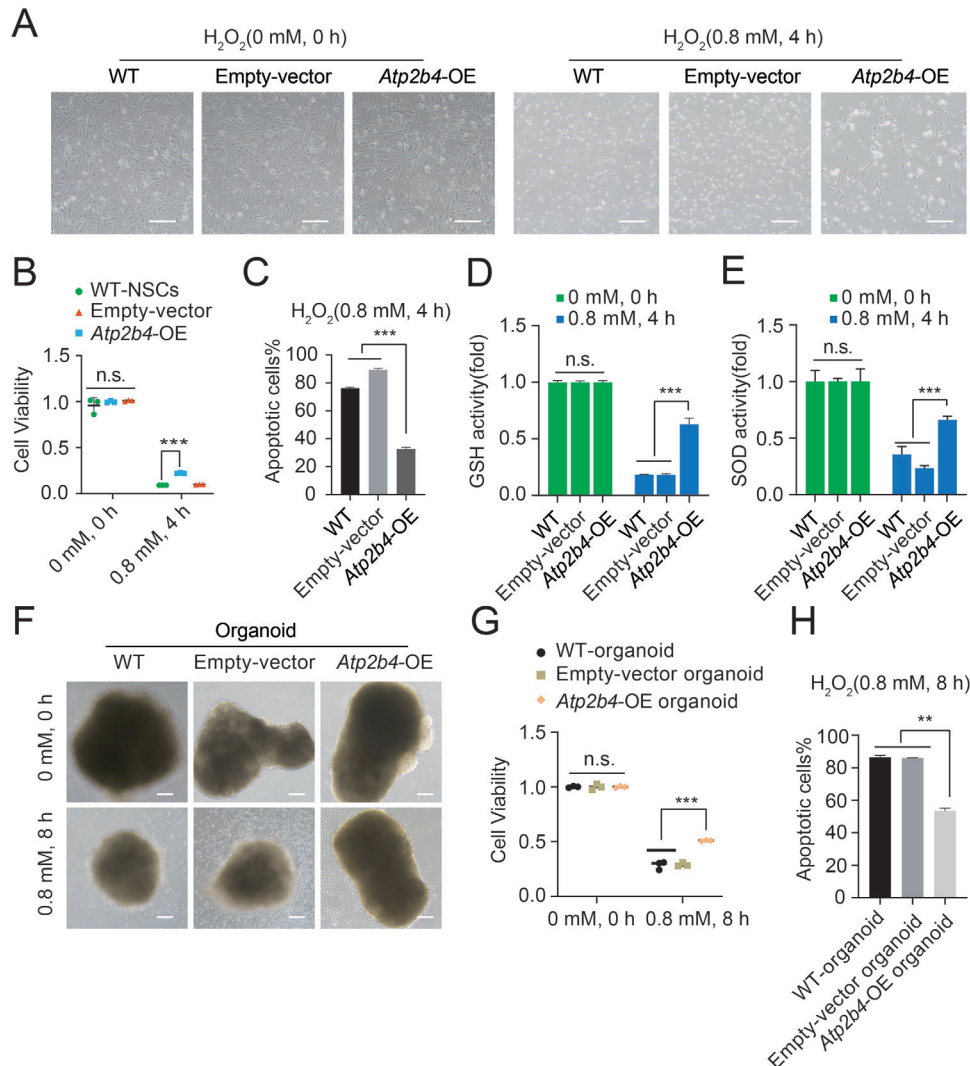 A
H2O2(0 mM, 0 h)
H2O2(0.8 mM, 4 h)
WT Empty-vector Atp2b4-OE
WT Empty-vector Atp2b4-OE
B
WT-NSCs
Empty-vector
Atp2b4-OE
Cell Viability
1.5
1.0
0.5
0.0
n.s.
***
0 mM, 0 h
0.8 mM, 4 h
C
H2O2(0.8 mM, 4 h)
Apoptotic cells%
100
80
60
40
20
0
***
WT
Empty-vector
Atp2b4-OE
D
0 mM, 0 h
0.8 mM, 4 h
GSH activity(fold)
1.5
1.0
0.5
0.0
n.s.
***
WT
Empty-vector
Atp2b4-OE
WT
Empty-vector
Atp2b4-OE
E
0 mM, 0 h
0.8 mM, 4 h
SOD activity(fold)
1.5
1.0
0.5
0.0
n.s.
***
WT
Empty-vector
Atp2b4-OE
WT
Empty-vector
Atp2b4-OE
F
Organoid
WT Empty-vector Atp2b4-OE
0 mM, 0 h
0.8 mM, 8 h
G
WT-organoid
Empty-vector organoid
Atp2b4-OE organoid
Cell Viability
1.5
1.0
0.5
0.0
n.s.
***
0 mM, 0 h
0.8 mM, 8 h
H
H2O2(0.8 mM, 8 h)
Apoptotic cells%
100
80
60
40
20
0
**
WT-organoid
Empty-vector organoid
Atp2b4-OE organoid